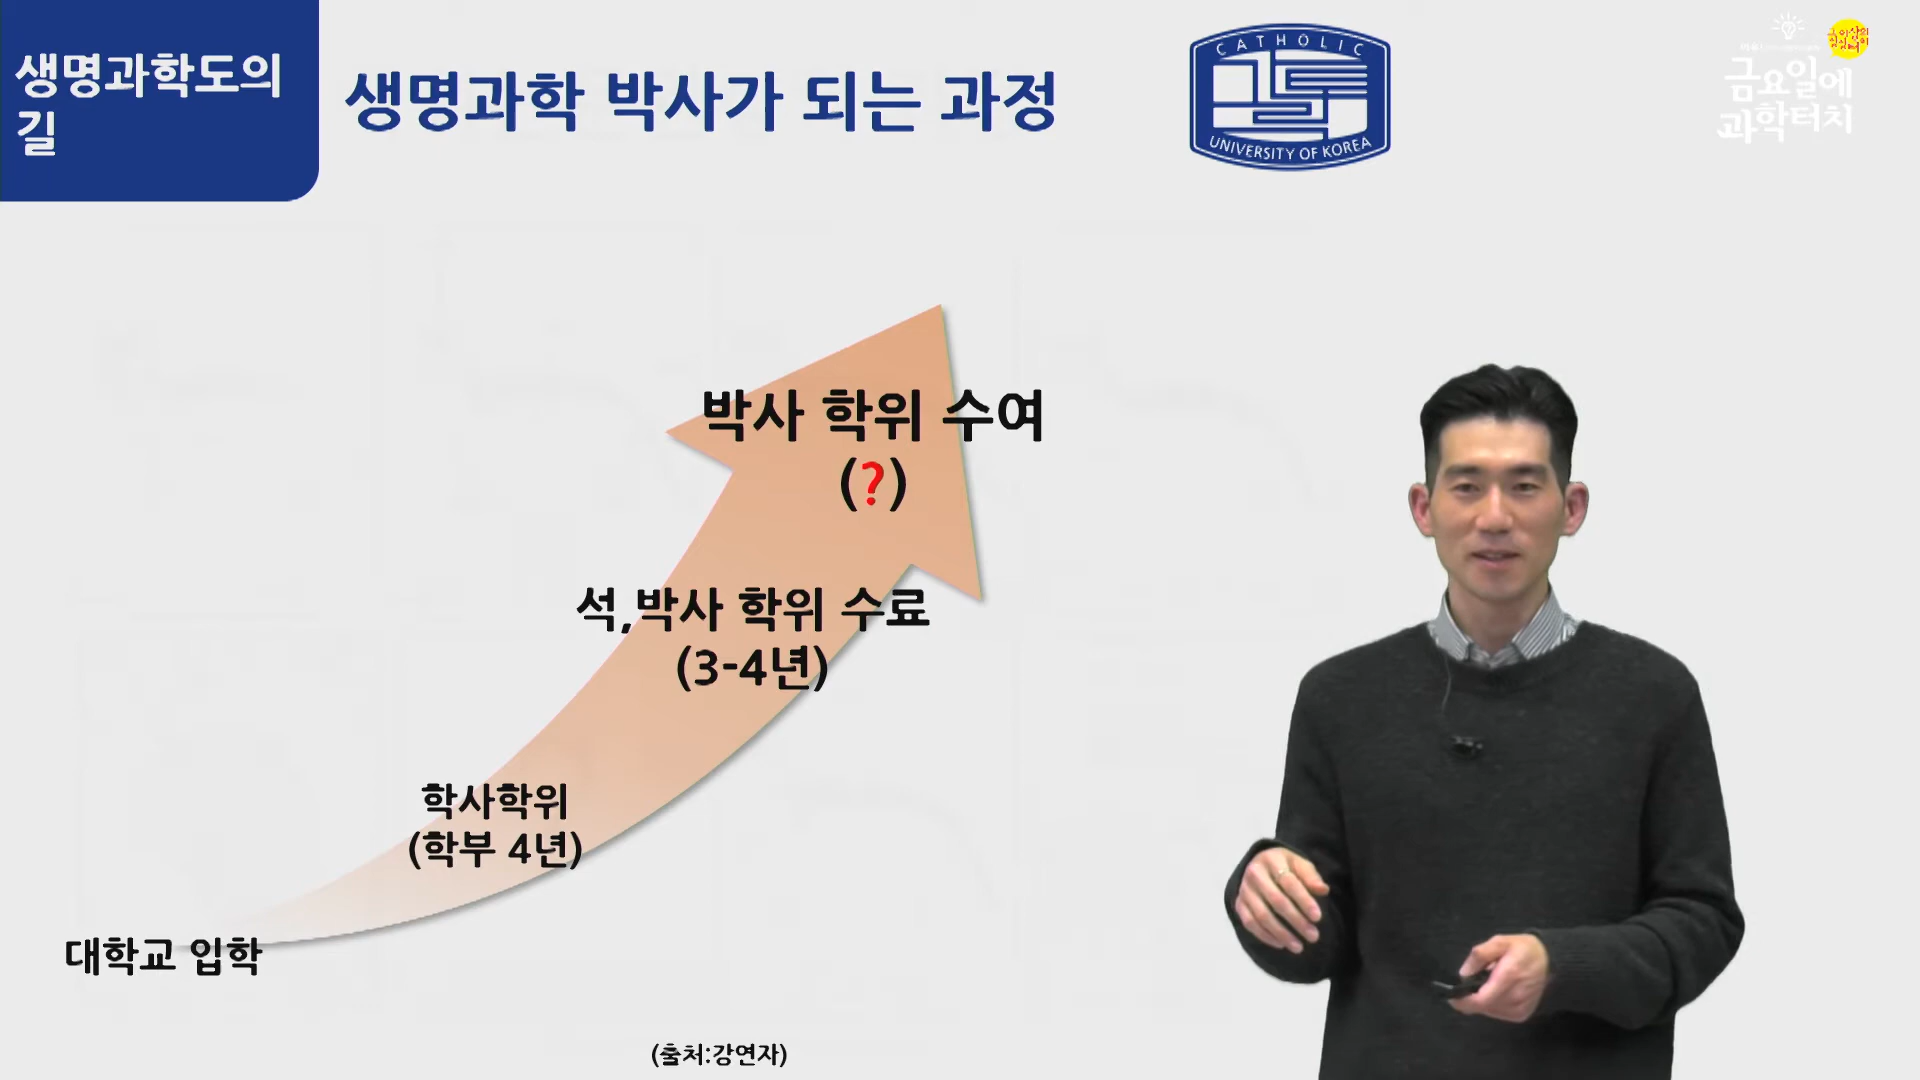 생명과학도의
길
생명과학 박사가 되는 과정
CATHOLIC
UNIVERSITY OF KOREA
금요일에
과학터치
박사 학위 수여
(?)
석,박사 학위 수료
(3-4년)
학사학위
(학부 4년)
대학교 입학
(출처:강연자)